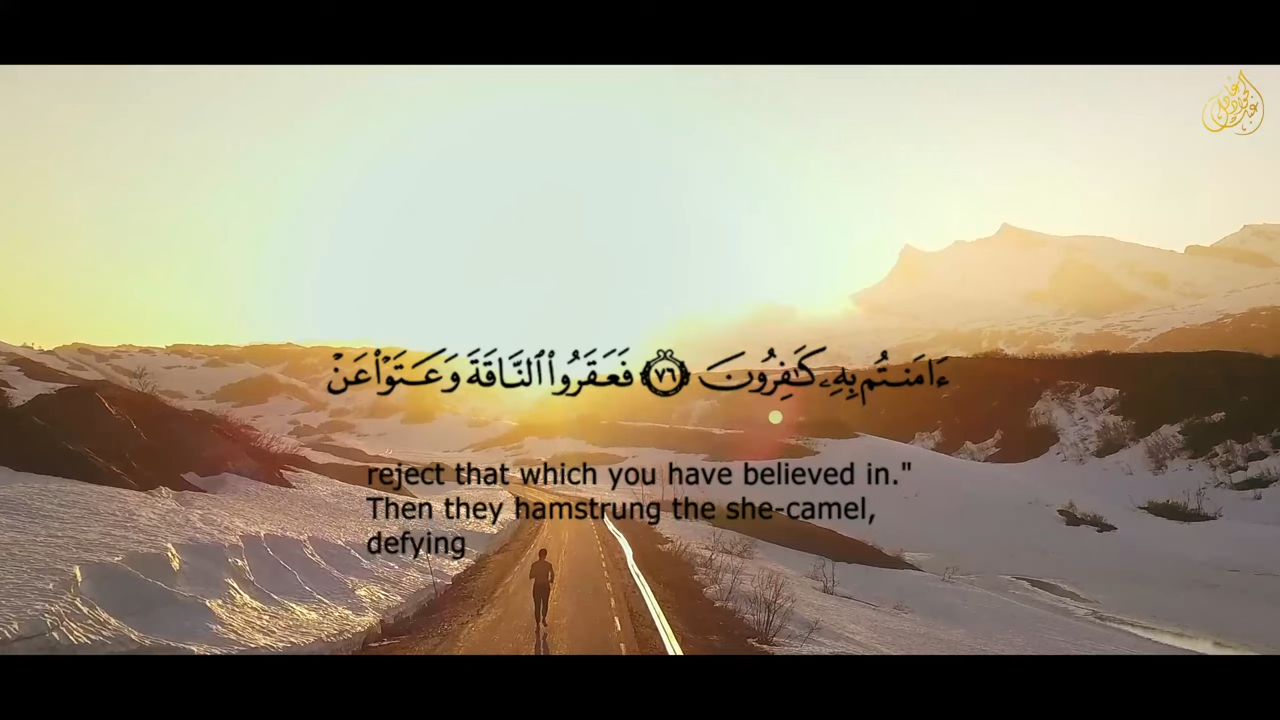 ءَامَنتُم بِهِۦ كَٰفِرُونَ ٧٦ فَعَقَرُوا۟ ٱلنَّاقَةَ وَعَتَوْا۟ عَنْ
reject that which you have believed in."
Then they hamstrung the she-camel,
defying